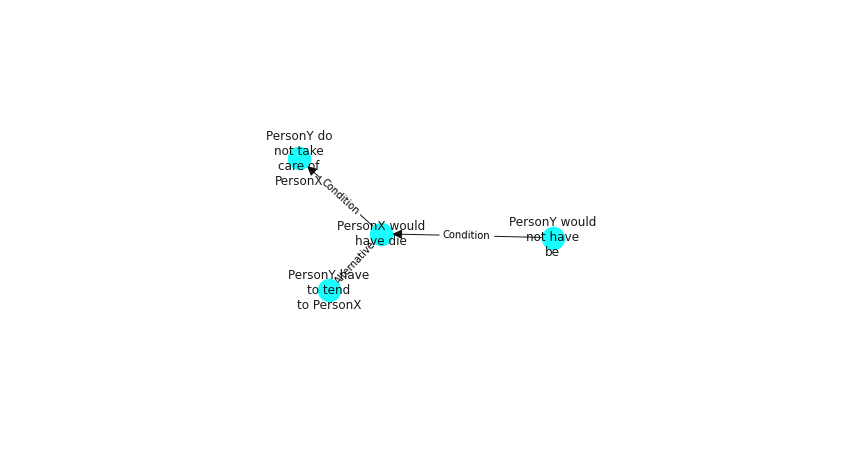 PersonY do
not take
care of
PersonX
Condition
PersonX would
have die
Condition
PersonY would
not have
be
Alternative
PersonY have
to tend
to PersonX